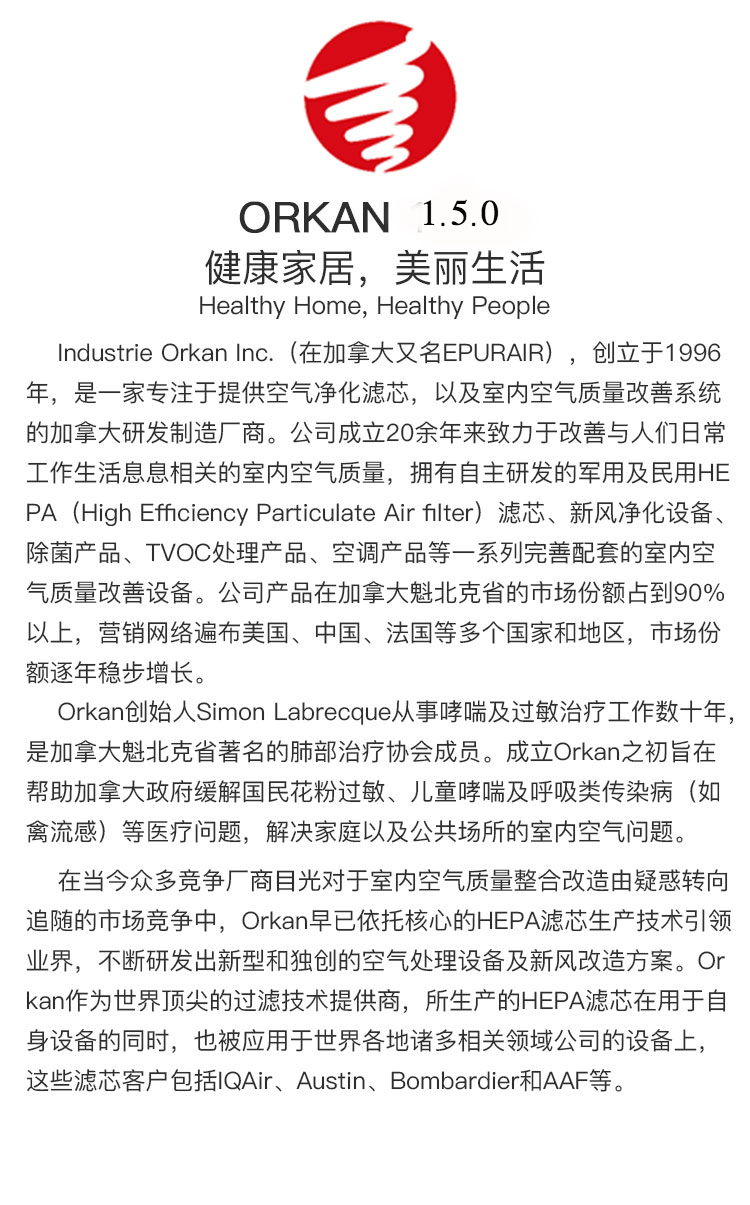 ORKAN 1.5.0
健康家居，美丽生活
Healthy Home, Healthy People
Industrie Orkan Inc.（在加拿大又名EPURAIR），创立于1996
年，是一家专注于提供空气净化滤芯，以及室内空气质量改善系统
的加拿大研发制造厂商。公司成立20余年来致力于改善与人们日常
工作生活息息相关的室内空气质量，拥有自主研发的军用及民用HE
PA（High Efficiency Particulate Air filter）滤芯、新风净化设备、
除菌产品、TVOC处理产品、空调产品等一系列完善配套的室内空
气质量改善设备。公司产品在加拿大魁北克省的市场份额占到90%
以上，营销网络遍布美国、中国、法国等多个国家和地区，市场份
额逐年稳步增长。
Orkan创始人Simon Labrecque从事哮喘及过敏治疗工作数十年，
是加拿大魁北克省著名的肺部治疗协会成员。成立Orkan之初旨在
帮助加拿大政府缓解国民花粉过敏、儿童哮喘及呼吸类传染病（如
禽流感）等医疗问题，解决家庭以及公共场所的室内空气问题。
在当今众多竞争厂商目光对于室内空气质量整合改造由疑惑转向
追随的市场竞争中，Orkan早已依托核心的HEPA滤芯生产技术引领
业界，不断研发出新型和独创的空气处理设备及新风改造方案。Or
kan作为世界顶尖的过滤技术提供商，所生产的HEPA滤芯在用于自
身设备的同时，也被应用于世界各地诸多相关领域公司的设备上，
这些滤芯客户包括IQAir、Austin、Bombardier和AAF等。